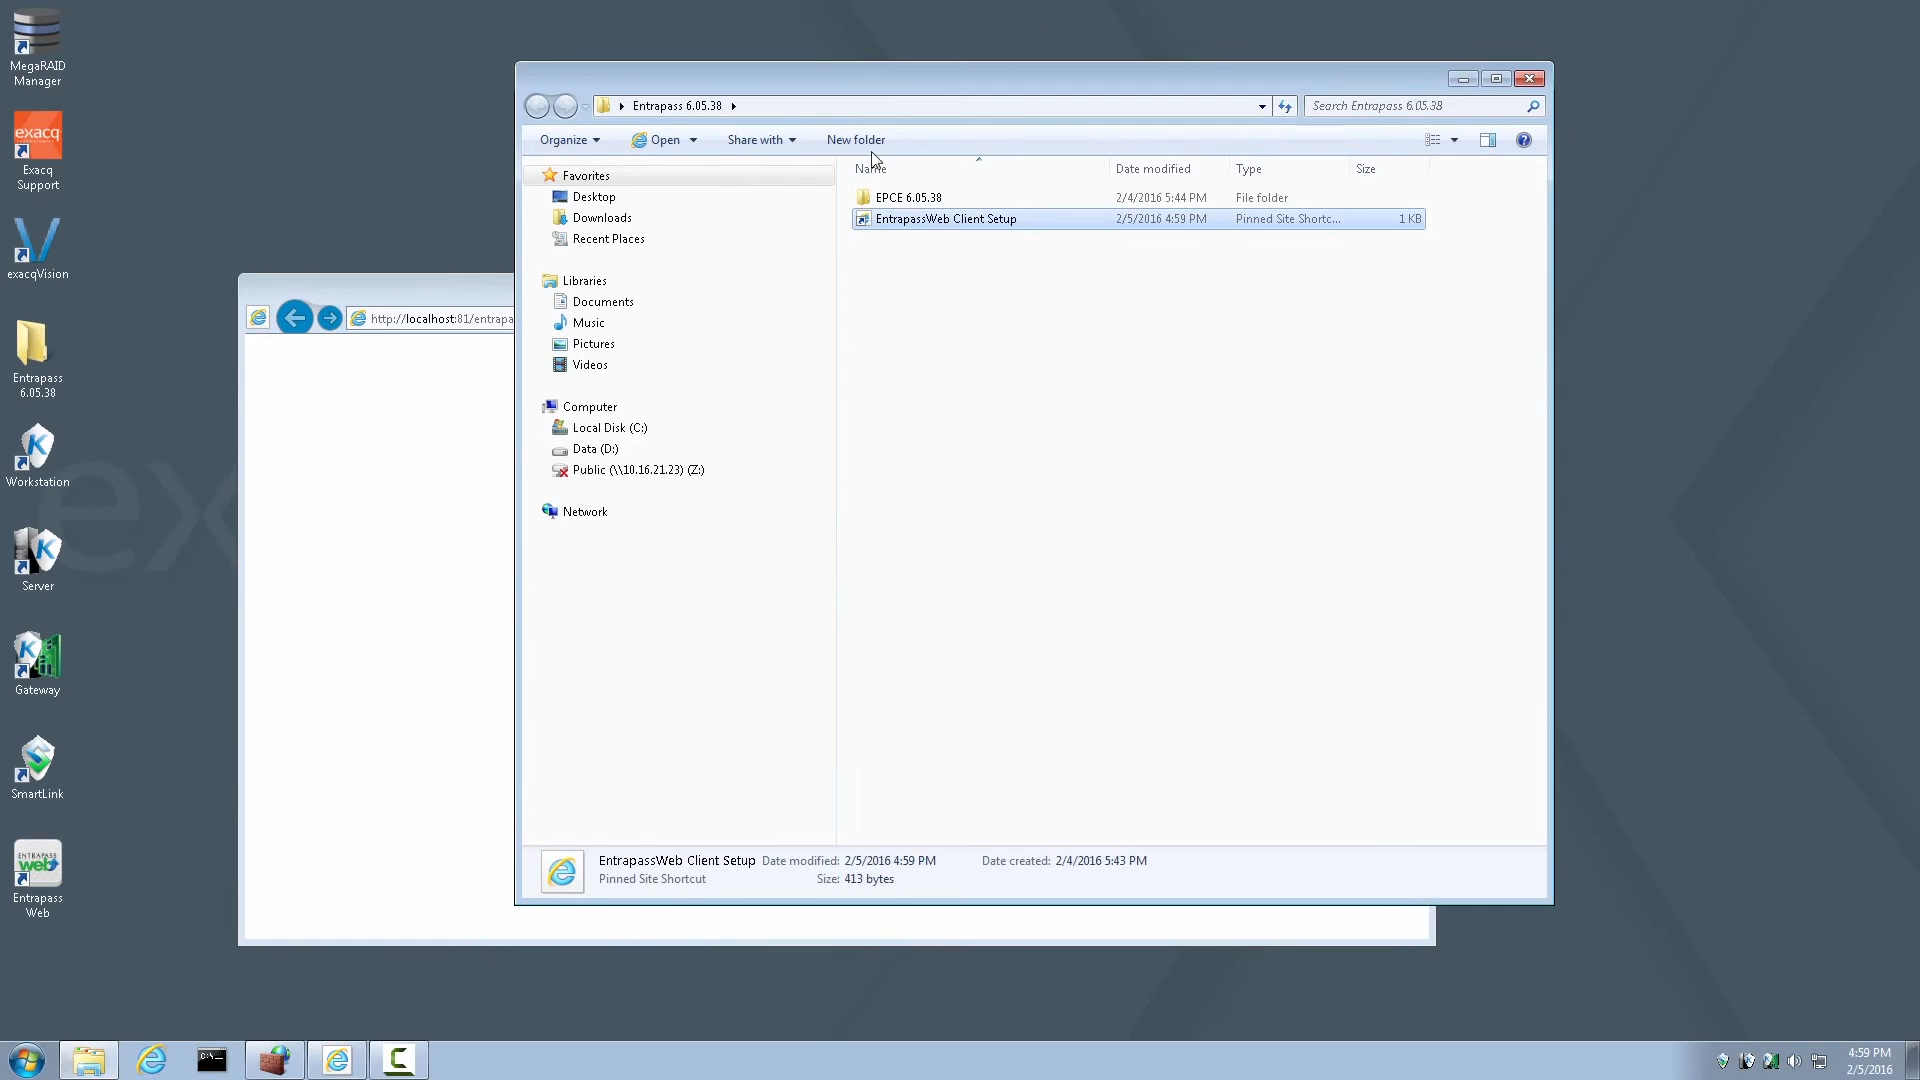 MegaRAID
Manager
exacq
Exacq
Support
exacqVision
Entrapass
6.05.38
Workstation
Server
Gateway
SmartLink
ENTRAPASS
web
Entrapass
Web
ex
http://localhost:81/entrapa
Entrapass 6.05.38
Search Entrapass 6.05.38
Organize
Open
Share with
New folder
Favorites
Desktop
Downloads
Recent Places
Libraries
Documents
Music
Pictures
Videos
Computer
Local Disk (C:)
Data (D:)
Public (\\10.16.21.23) (Z:)
Network
Name Date modified Type Size
EPCE 6.05.38 2/4/2016 5:44 PM File folder
EntrapassWeb Client Setup 2/5/2016 4:59 PM Pinned Site Shortc... 1 KB
EntrapassWeb Client Setup Date modified: 2/5/2016 4:59 PM Date created: 2/4/2016 5:43 PM
Pinned Site Shortcut Size: 413 bytes
4:59 PM
2/5/2016